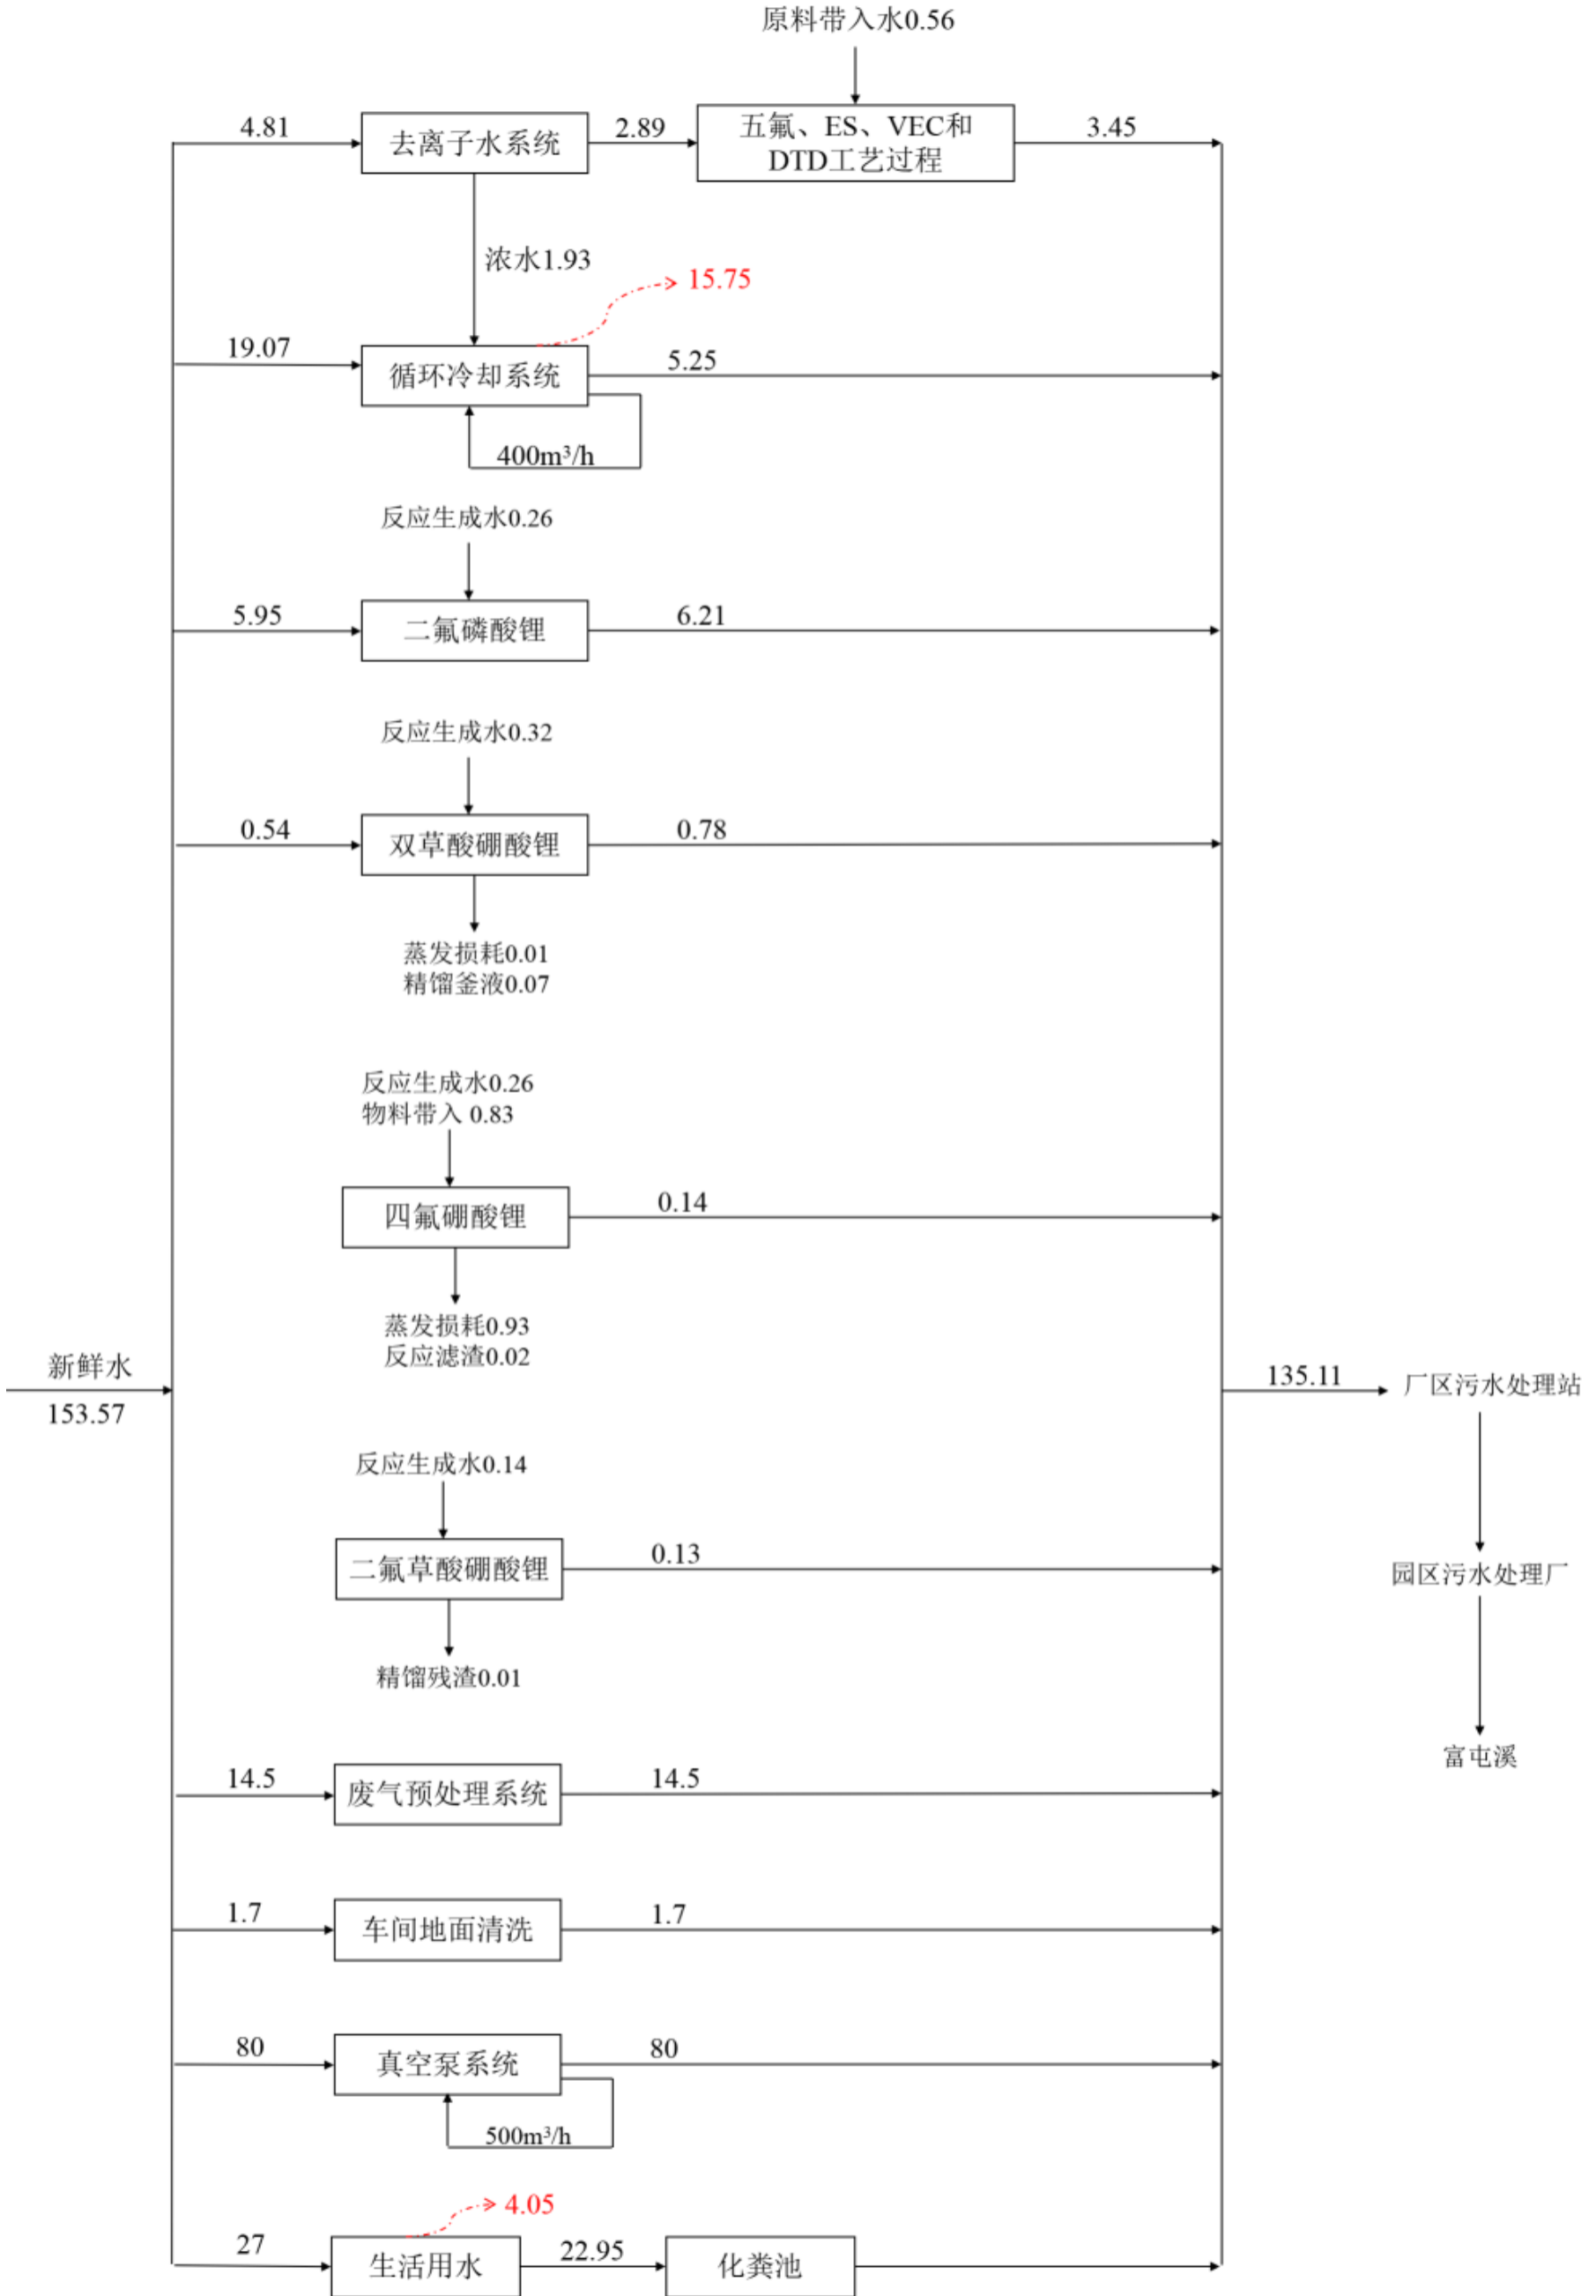 原料带入水0.56
4.81
去离子水系统
2.89
五氟、ES、VEC和
DTD工艺过程
3.45
浓水1.93
15.75
19.07
循环冷却系统
5.25
400m³/h
反应生成水0.26
5.95
二氟磷酸锂
6.21
反应生成水0.32
0.54
双草酸硼酸锂
0.78
蒸发损耗0.01
精馏釜液0.07
反应生成水0.26
物料带入 0.83
四氟硼酸锂
0.14
蒸发损耗0.93
反应滤渣0.02
新鲜水
153.57
135.11
厂区污水处理站
反应生成水0.14
二氟草酸硼酸锂
0.13
园区污水处理厂
精馏残渣0.01
富屯溪
14.5
废气预处理系统
14.5
1.7
车间地面清洗
1.7
80
真空泵系统
80
500m³/h
4.05
27
生活用水
22.95
化粪池